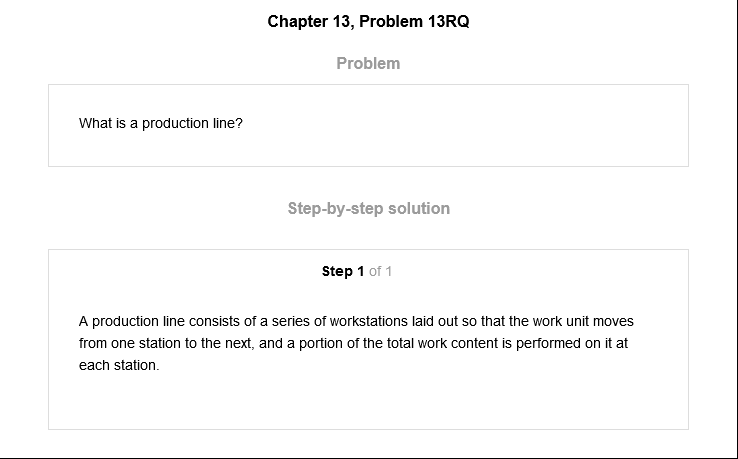 Chapter 13, Problem 13RQ
Problem
What is a production line?
Step-by-step solution
Step 1 of 1
A production line consists of a series of workstations laid out so that the work unit moves
from one station to the next, and a portion of the total work content is performed on it at
each station.